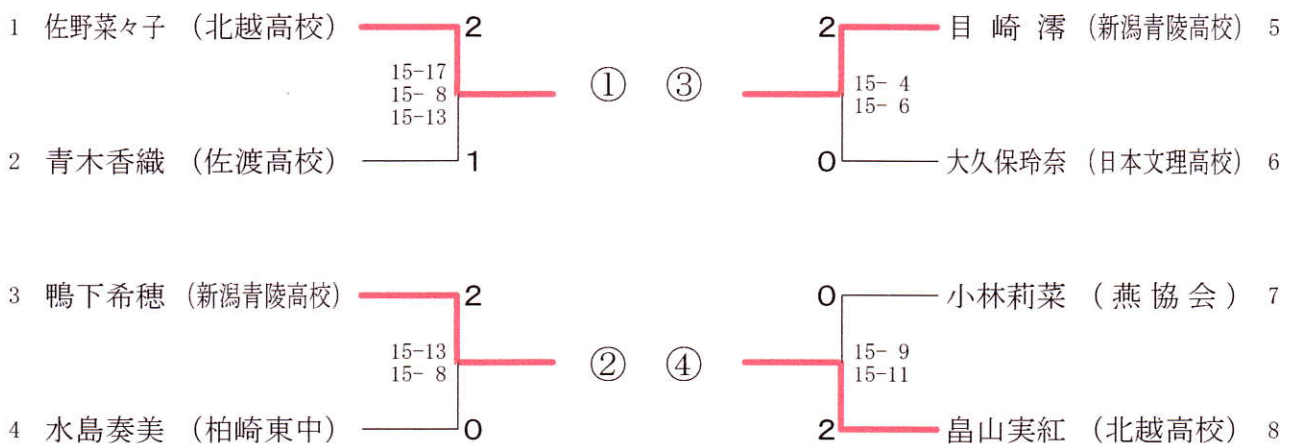 1 佐野菜々子 (北越高校) 2
15-17
15- 8
15-13
2 青木香織 (佐渡高校) 1
①
③
2 目崎澪 (新潟青陵高校) 5
15- 4
15- 6
0 大久保玲奈 (日本文理高校) 6
3 鴨下希穂 (新潟青陵高校) 2
15-13
15- 8
4 水島奏美 (柏崎東中) 0
②
④
0 小林莉菜 (燕協会) 7
15- 9
15-11
2 畠山実紅 (北越高校) 8